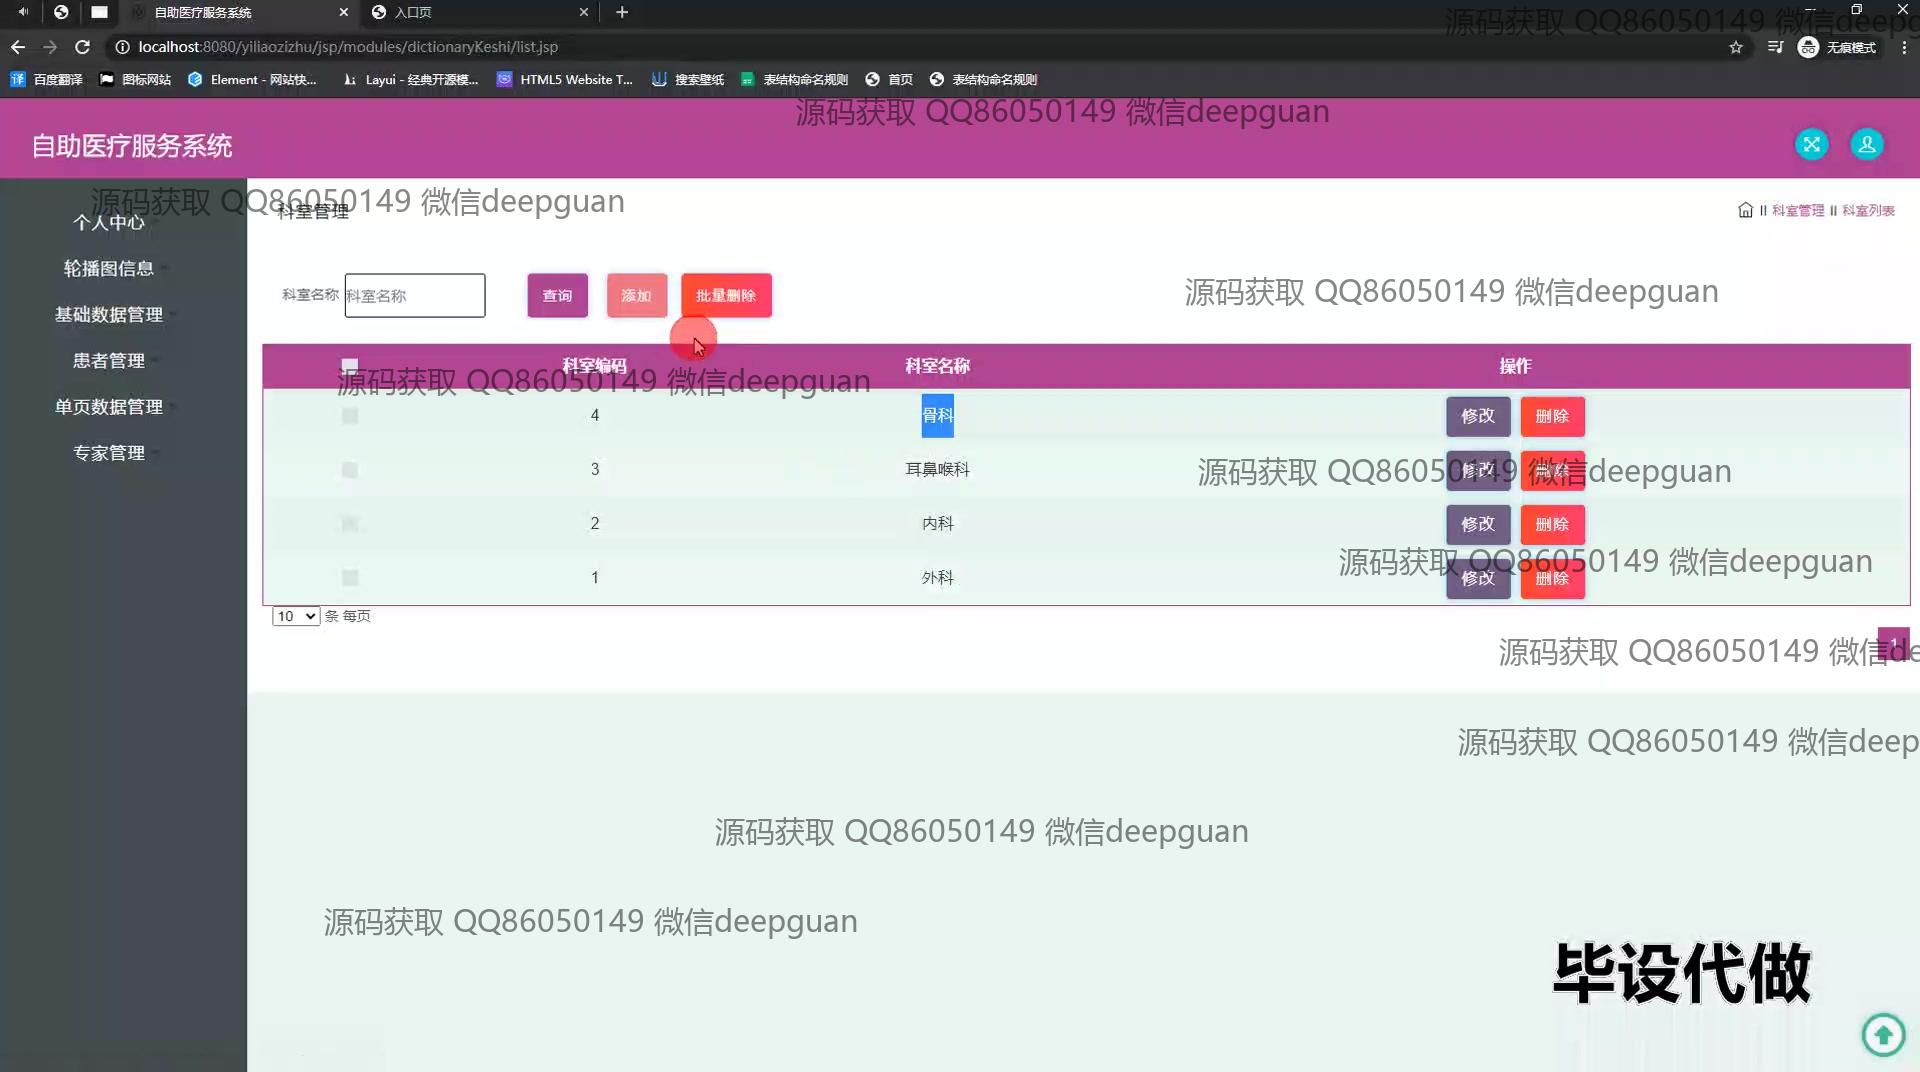 自助医疗服务系统
入口页
localhost:8080/yiliaozizhu/jsp/modules/dictionaryKeshi/list.jsp
无痕模式
百度翻译
图标网站
Element - 网站快...
Layui - 经典开源模...
HTML5 Website T...
搜索壁纸
表结构命名规则
首页
表结构命名规则
源码获取 QQ86050149 微信deepg
源码获取 QQ86050149 微信deepguan
自助医疗服务系统
源码获取 QQ86050149 微信deepguan
个人中心
轮播图信息
基础数据管理
患者管理
单页数据管理
专家管理
科室管理
科室管理
科室列表
科室名称
科室名称
查询
添加
批量删除
源码获取 QQ86050149 微信deepguan
科室编码
科室名称
操作
源码获取 QQ86050149 微信deepguan
4
骨科
修改
删除
3
耳鼻喉科
修改
删除
源码获取 QQ86050149 微信deepguan
2
内科
修改
删除
源码获取 QQ86050149 微信deepguan
1
外科
修改
删除
10
条 每页
1
源码获取 QQ86050149 微信de
源码获取 QQ86050149 微信deep
源码获取 QQ86050149 微信deepguan
源码获取 QQ86050149 微信deepguan
毕设代做